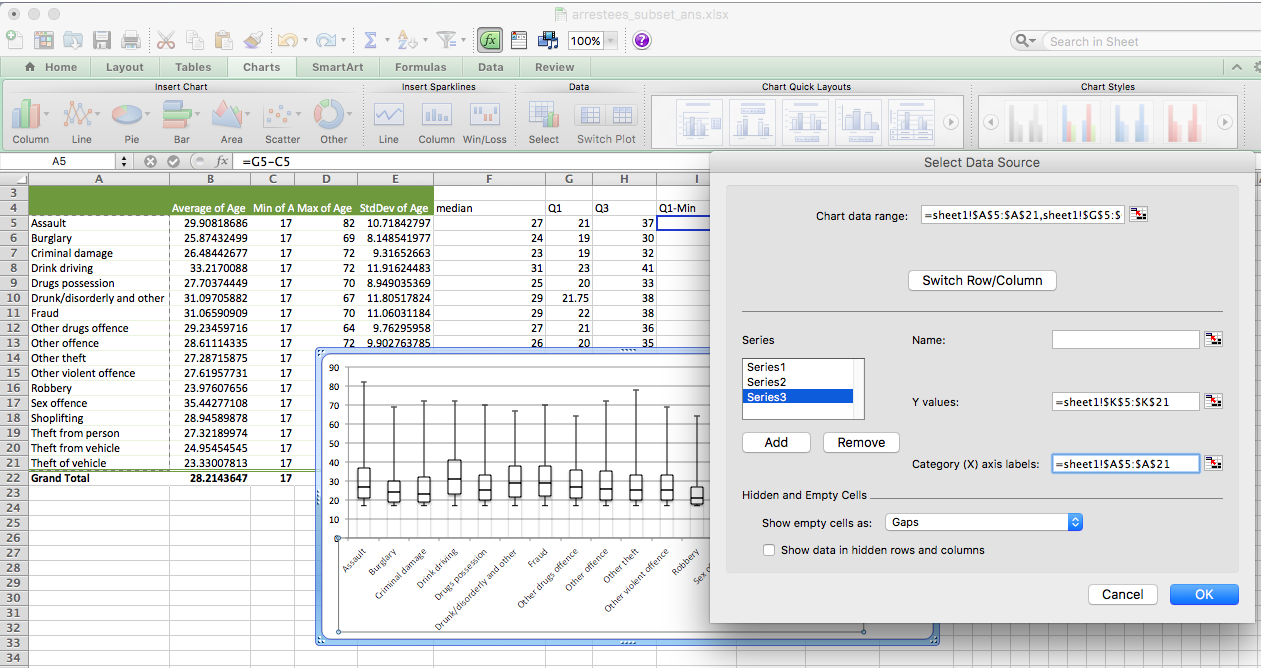 arrestees_subset_ans.xlsx
100%
Search in Sheet
Home Layout Tables Charts SmartArt Formulas Data Review
Insert Chart Insert Sparklines Data Chart Quick Layouts Chart Styles
Column Line Pie Bar Area Scatter Other Line Column Win/Loss Select Switch Plot
A5 fx =G5-C5
Select Data Source
A B C D E F G H I
3
4 Average of Age Min of A Max of Age StdDev of Age median Q1 Q3 Q1-Min
5 Assault 29.90818686 17 82 10.71842797 27 21 37
6 Burglary 25.87432499 17 69 8.148541977 24 19 30
7 Criminal damage 26.48442677 17 72 9.31652663 23 19 32
8 Drink driving 33.2170088 17 72 11.91624483 31 23 41
9 Drugs possession 27.70374449 17 70 8.949035369 25 20 33
10 Drunk/disorderly and other 31.09705882 17 67 11.80517824 29 21.75 38
11 Fraud 31.06590909 17 70 11.06031184 29 22 38
12 Other drugs offence 29.23459716 17 64 9.76295958 27 21 36
13 Other offence 28.61114335 17 72 9.902763785 26 20 35
14 Other theft 27.28715875 17
15 Other violent offence 27.61957731 17
16 Robbery 23.97607656 17
17 Sex offence 35.44277108 17
18 Shoplifting 28.94589878 17
19 Theft from person 27.32189974 17
20 Theft from vehicle 24.95454545 17
21 Theft of vehicle 23.33007813 17
22 Grand Total 28.2143647 17
23
24
25
26
27
28
29
30
31
32
33
34
90
80
70
60
50
40
30
20
10
0
Assault
Burglary
Criminal damage
Drink driving
Drugs possession
Drunk/disorderly and other
Fraud
Other drugs offence
Other offence
Other theft
Other violent offence
Robbery
Sex
Chart data range: =sheet1!$A$5:$A$21,sheet1!$G$5:$
Switch Row/Column
Series
Series1
Series2
Series3
Add Remove
Name:
Y values: =sheet1!$K$5:$K$21
Category (X) axis labels: =sheet1!$A$5:$A$21
Hidden and Empty Cells
Show empty cells as: Gaps
Show data in hidden rows and columns
Cancel OK